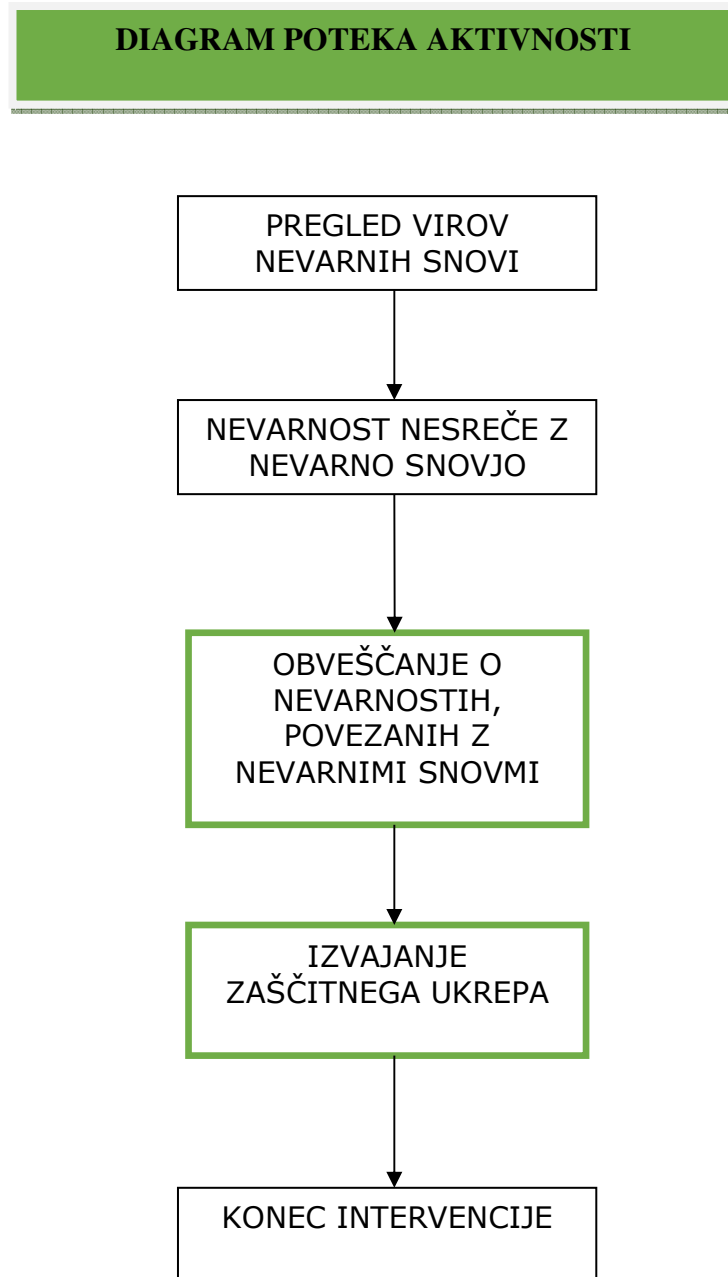 DIAGRAM POTEKA AKTIVNOSTI
PREGLED VIROV
NEVARNIH SNOVI
NEVARNOST NESREČE Z
NEVARNO SNOVJO
OBVEŠČANJE O
NEVARNOSTIH,
POVEZANIH Z
NEVARNIMI SNOVMI
IZVAJANJE
ZAŠČITNEGA UKREPA
KONEC INTERVENCIJE